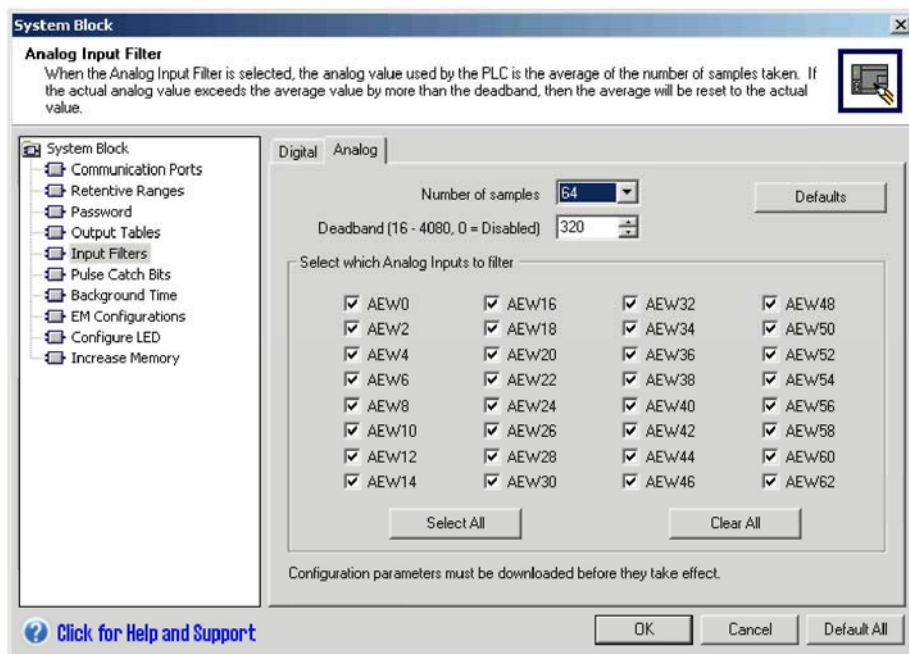 System Block
Analog Input Filter
When the Analog Input Filter is selected, the analog value used by the PLC is the average of the number of samples taken. If
the actual analog value exceeds the average value by more than the deadband, then the average will be reset to the actual
value.
System Block
Communication Ports
Retentive Ranges
Password
Output Tables
Input Filters
Pulse Catch Bits
Background Time
EM Configurations
Configure LED
Increase Memory
Digital Analog
Number of samples 64 Defaults
Deadband (16 - 4080, 0 = Disabled) 320
Select which Analog Inputs to filter
AEW0 AEW16 AEW32 AEW48
AEW2 AEW18 AEW34 AEW50
AEW4 AEW20 AEW36 AEW52
AEW6 AEW22 AEW38 AEW54
AEW8 AEW24 AEW40 AEW56
AEW10 AEW26 AEW42 AEW58
AEW12 AEW28 AEW44 AEW60
AEW14 AEW30 AEW46 AEW62
Select All Clear All
Configuration parameters must be downloaded before they take effect.
Click for Help and Support OK Cancel Default All